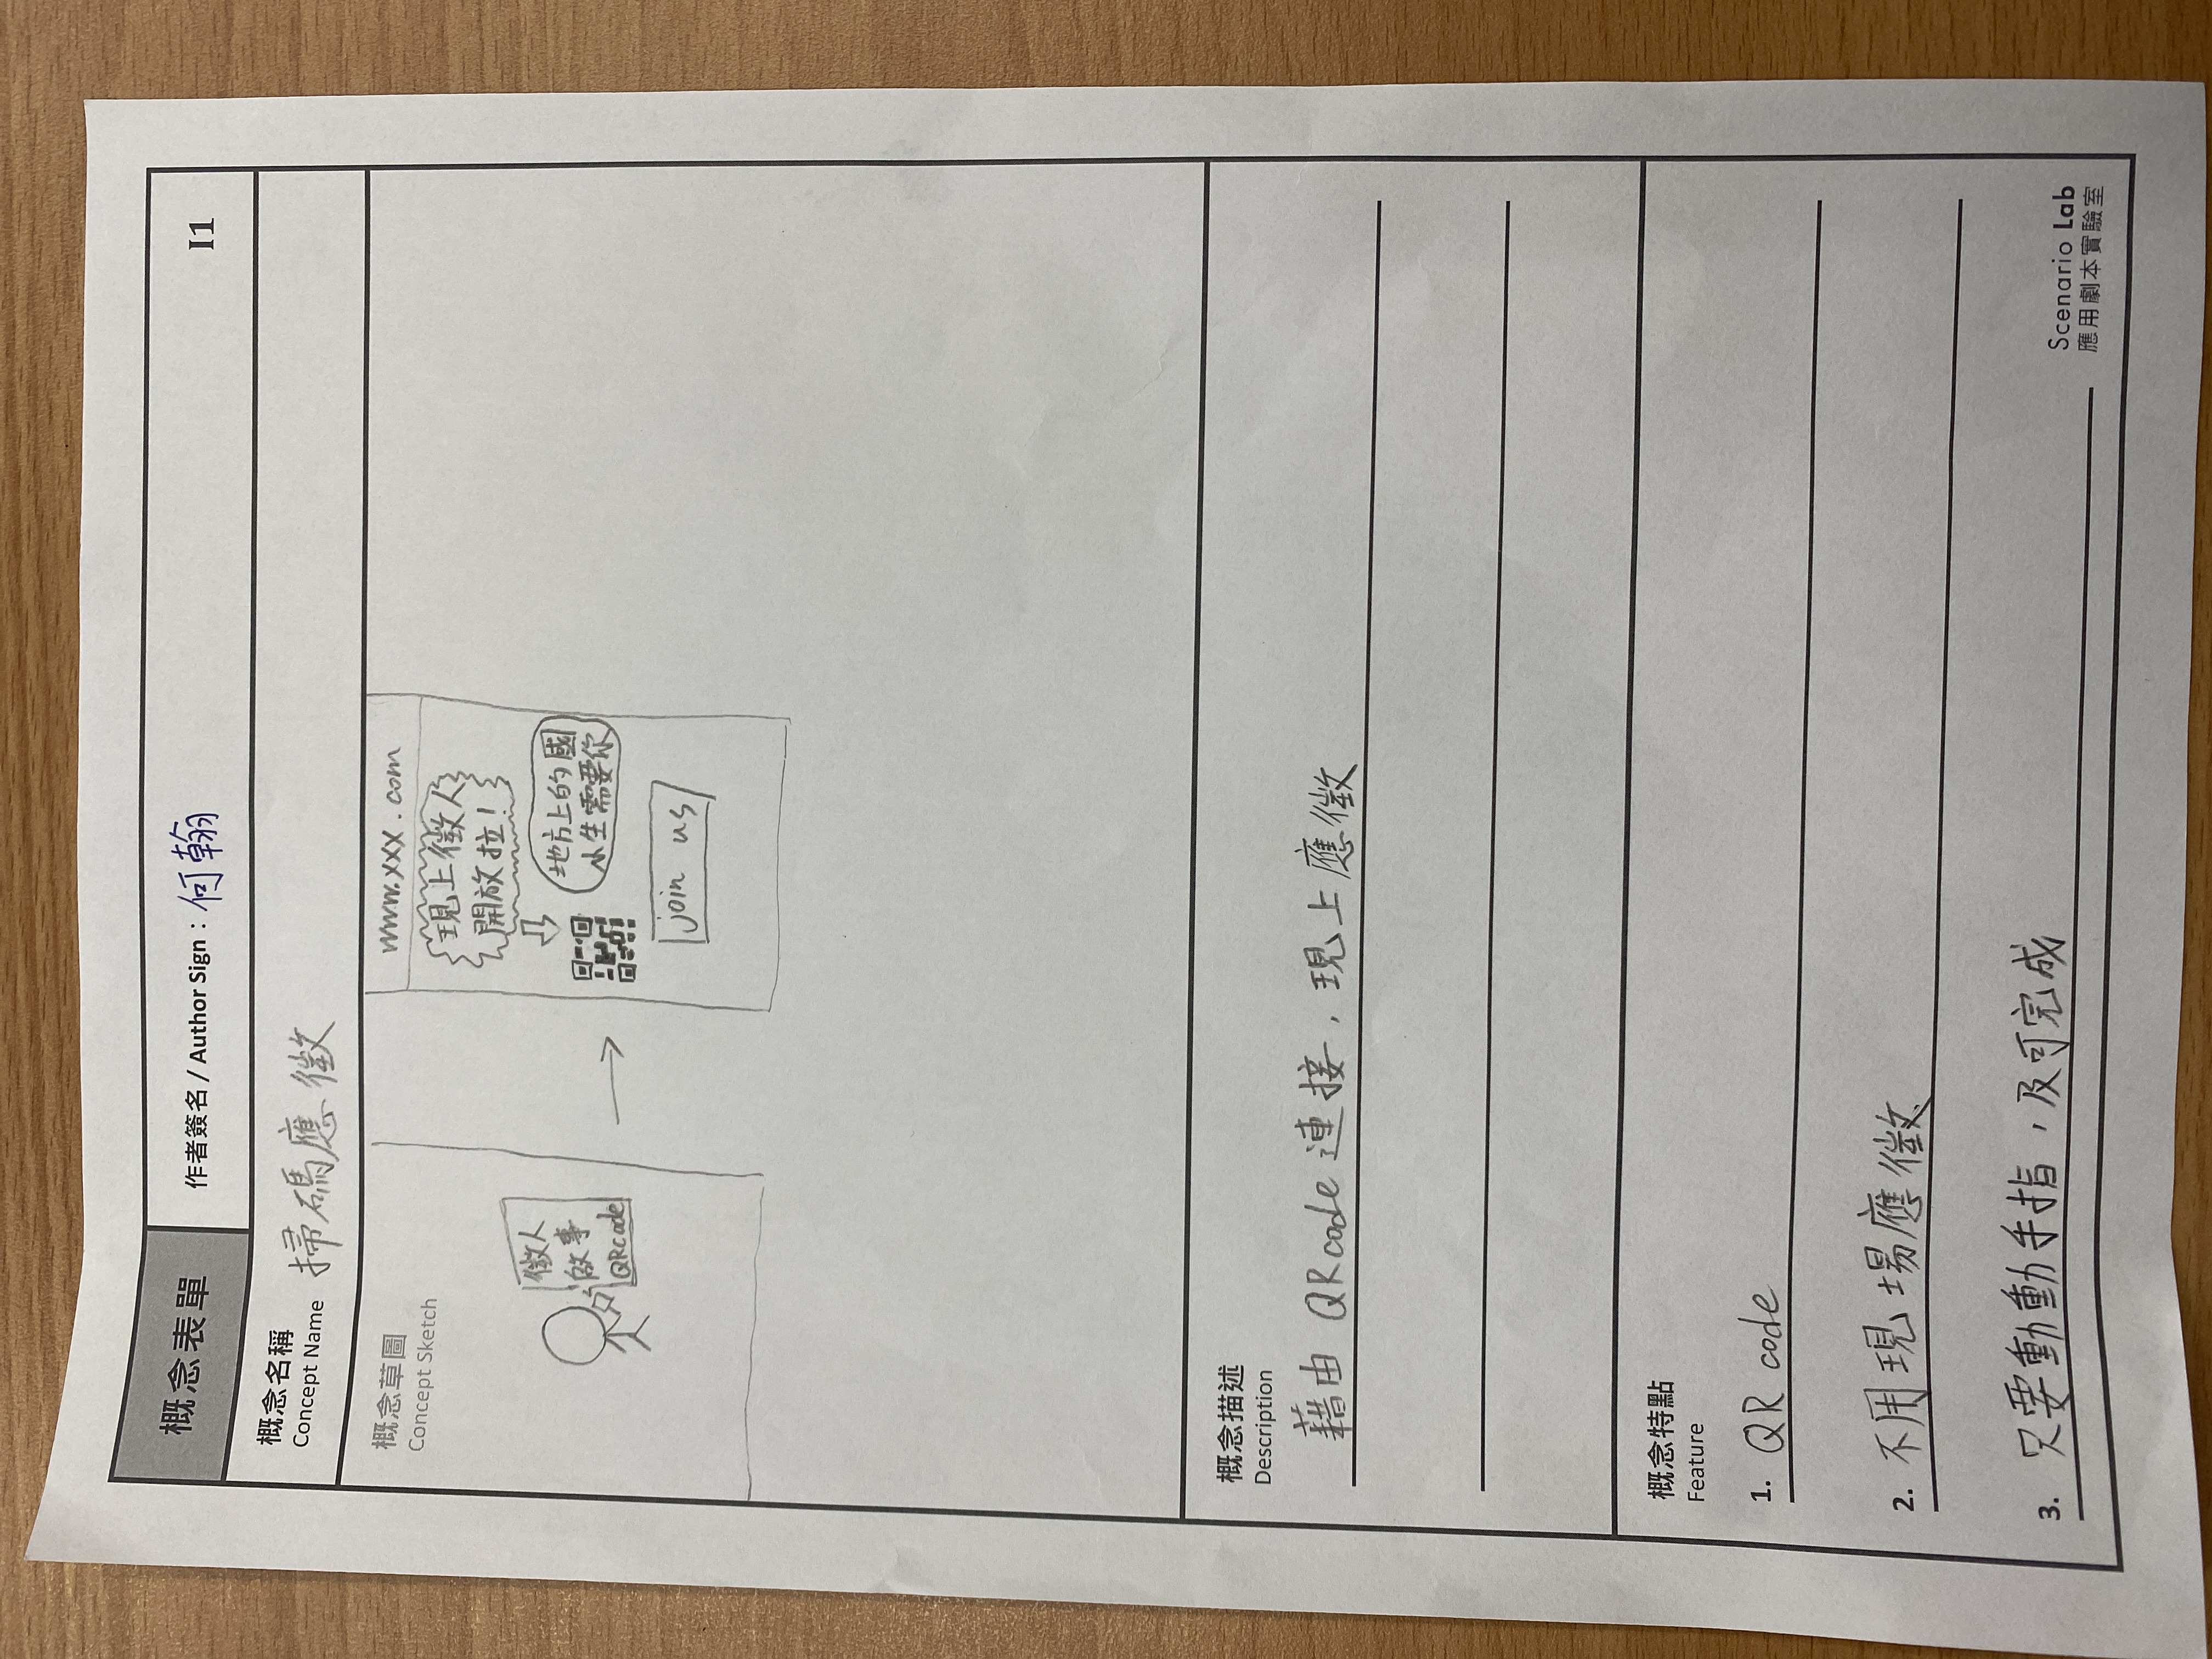 概念表單
作者簽名 / Author Sign：何翰
I1
概念名稱
Concept Name
掃碼應徵
概念草圖
Concept Sketch
徵人
啟事
QRcode
www.xxx.com
現上徵人
開放拉！
地方上的國
小生需要你
join us
概念描述
Description
藉由 QRcode 連接，現上應徵
概念特點
Feature
1. QR code
2. 不用現場應徵
3. 只要動動手指，及可完成
Scenario Lab
應用劇本實驗室